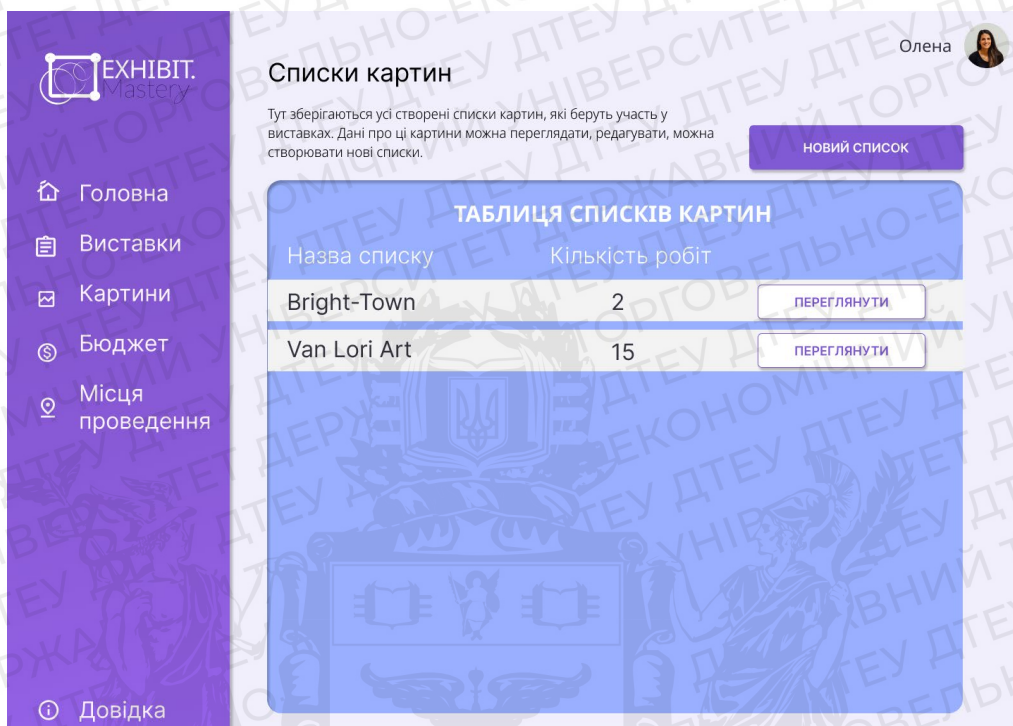 EXHIBIT.
Mastery
Олена
Списки картин
Тут зберігаються усі створені списки картин, які беруть участь у
виставках. Дані про ці картини можна переглядати, редагувати, можна
створювати нові списки.
НОВИЙ СПИСОК
Головна
Виставки
Картини
Бюджет
Місця
проведення
Довідка
ТАБЛИЦЯ СПИСКІВ КАРТИН
Назва списку Кількість робіт
Bright-Town 2 ПЕРЕГЛЯНУТИ
Van Lori Art 15 ПЕРЕГЛЯНУТИ